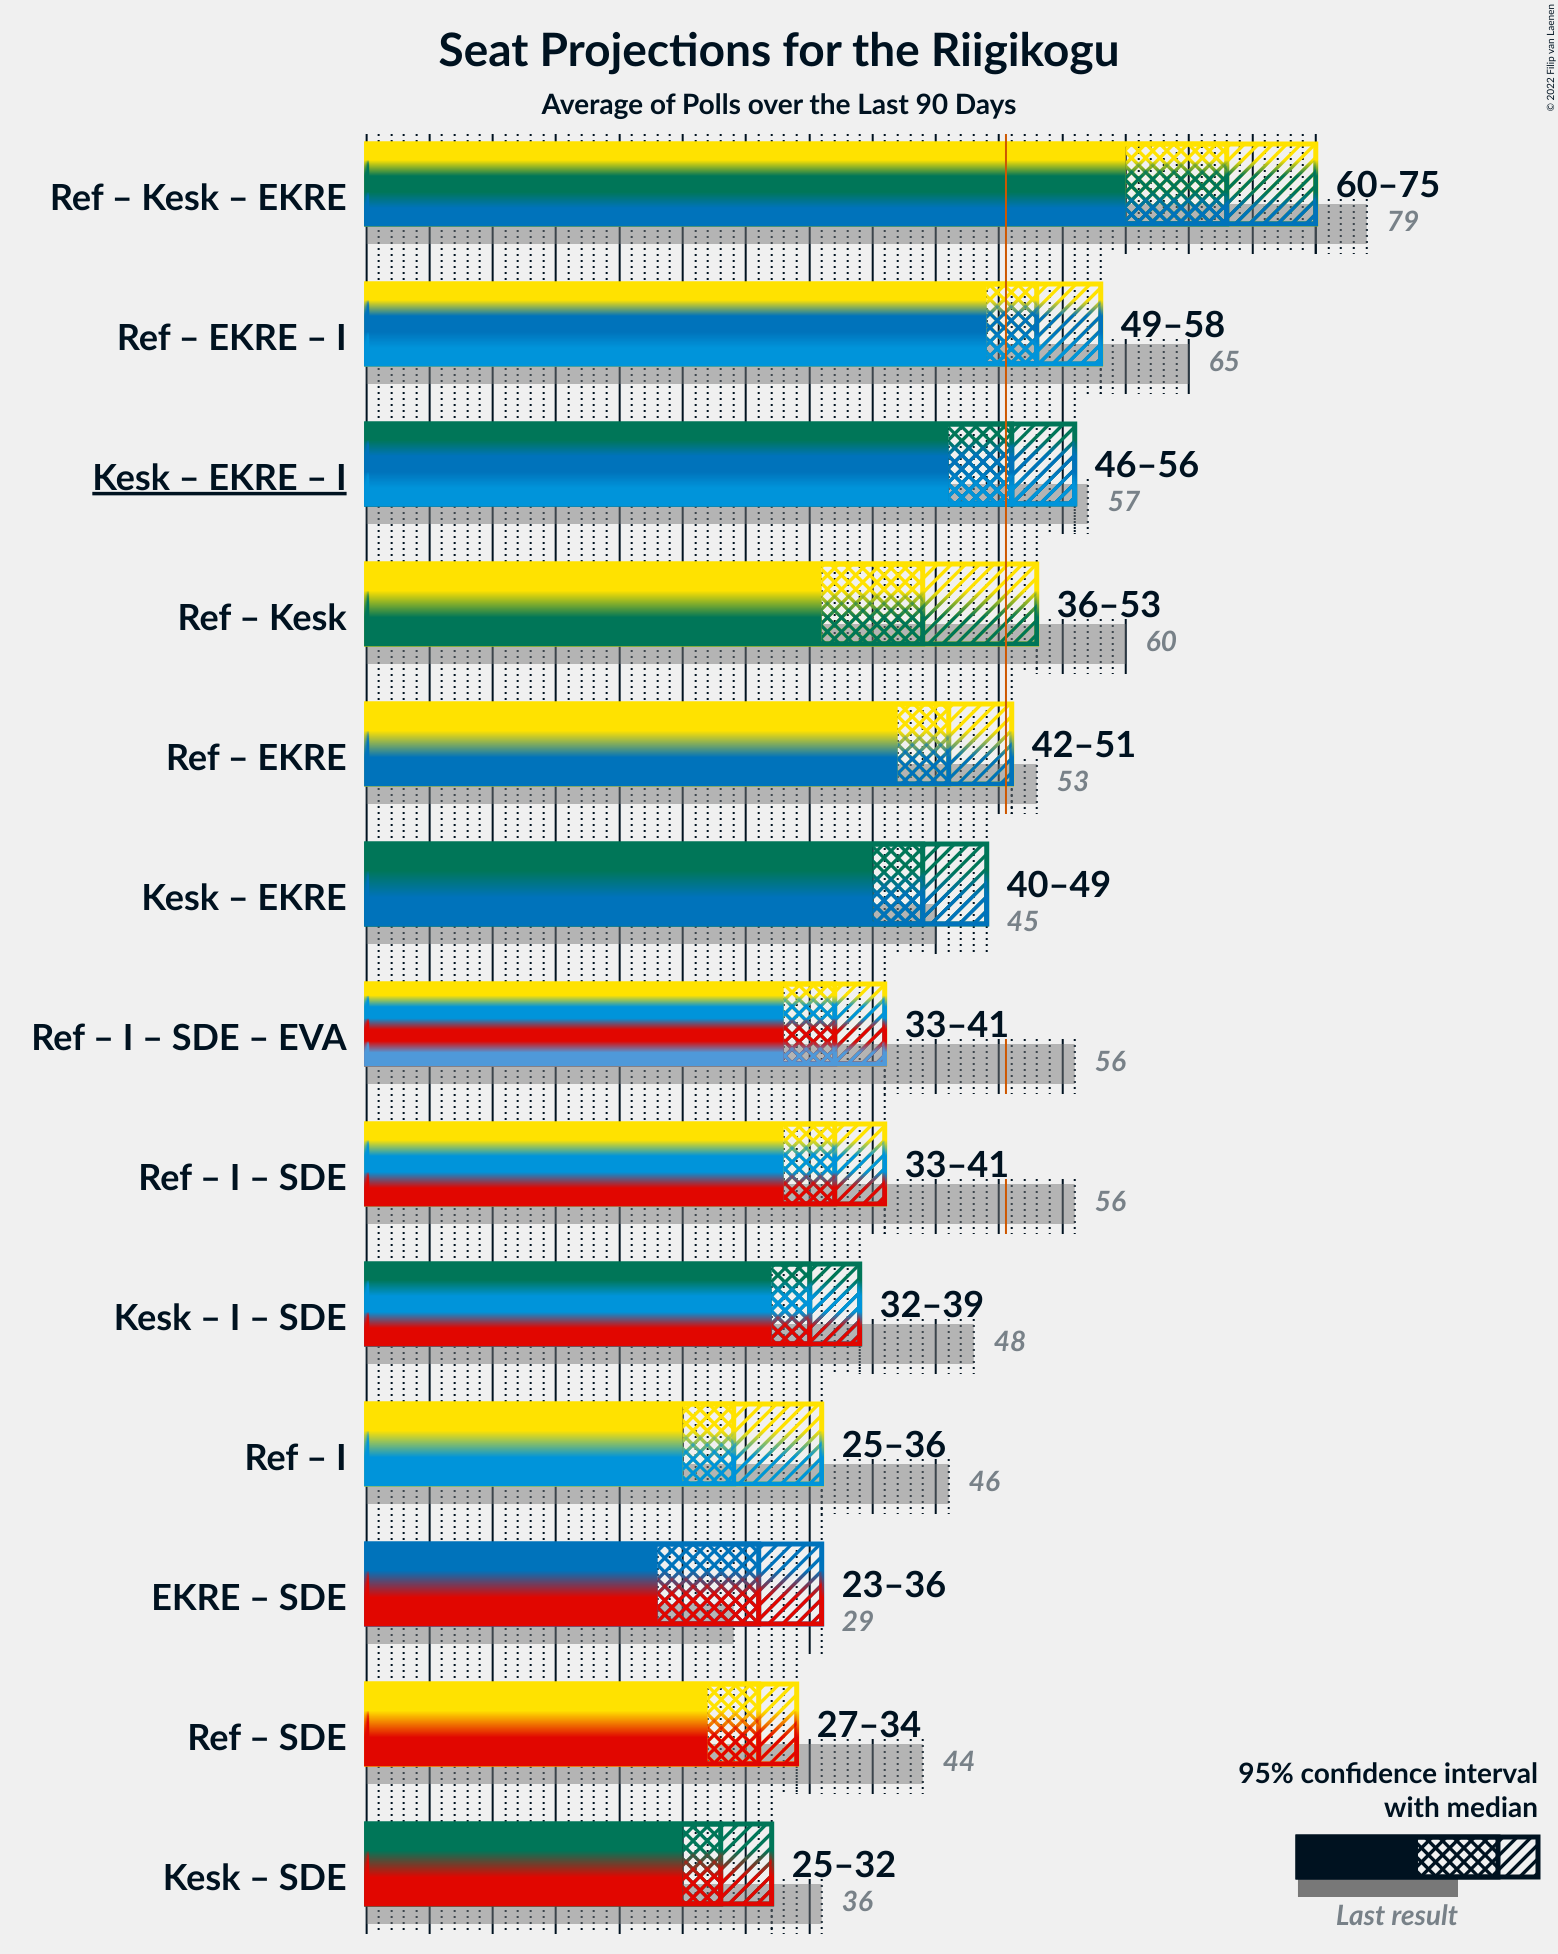 Seat Projections for the Riigikogu
Average of Polls over the Last 90 Days
© 2022 Filip van Laenen
Ref – Kesk – EKRE
60–75
79
Ref – EKRE – I
49–58
65
Kesk – EKRE – I
46–56
57
Ref – Kesk
36–53
60
Ref – EKRE
42–51
53
Kesk – EKRE
40–49
45
Ref – I – SDE – EVA
33–41
56
Ref – I – SDE
33–41
56
Kesk – I – SDE
32–39
48
Ref – I
25–36
46
EKRE – SDE
23–36
29
Ref – SDE
27–34
44
Kesk – SDE
25–32
36
95% confidence interval
with median
Last result